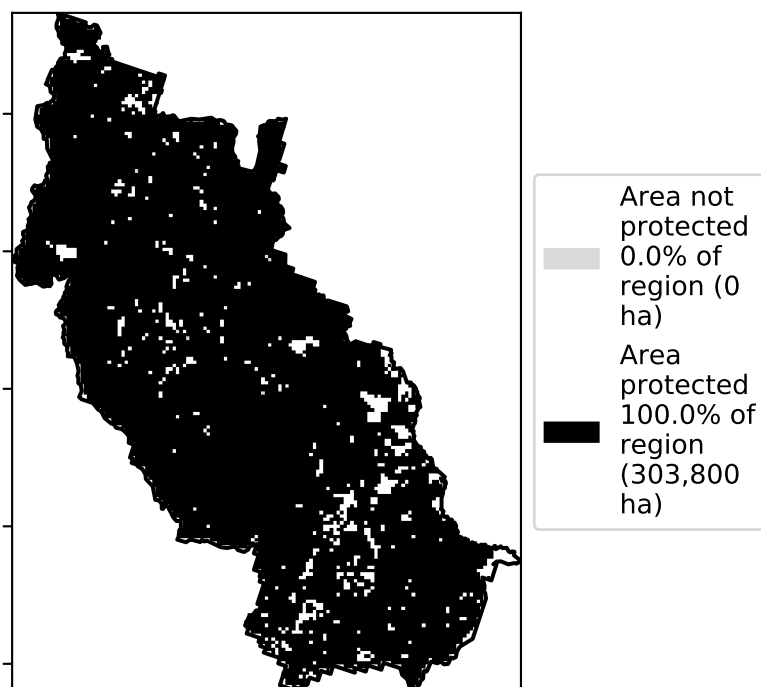 Area not
protected
0.0% of
region (0
ha)
Area
protected
100.0% of
region
(303,800
ha)